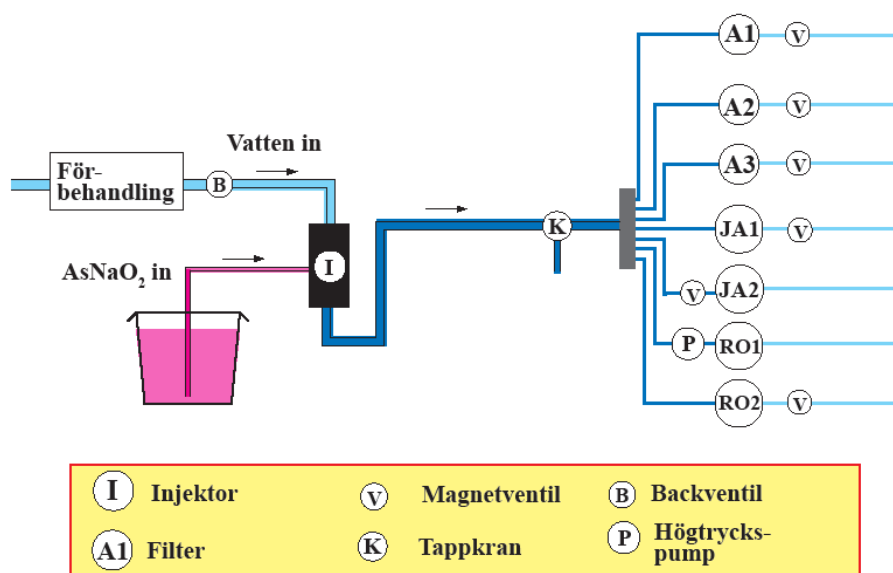 A1
V
A2
V
Vatten in
För-
behandling
B
A3
V
K
JA1
V
I
AsNaO₂ in
V
JA2
P
RO1
RO2
V
I Injektor
V Magnetventil
B Backventil
A1 Filter
K Tappkran
P Högtrycks-
pump